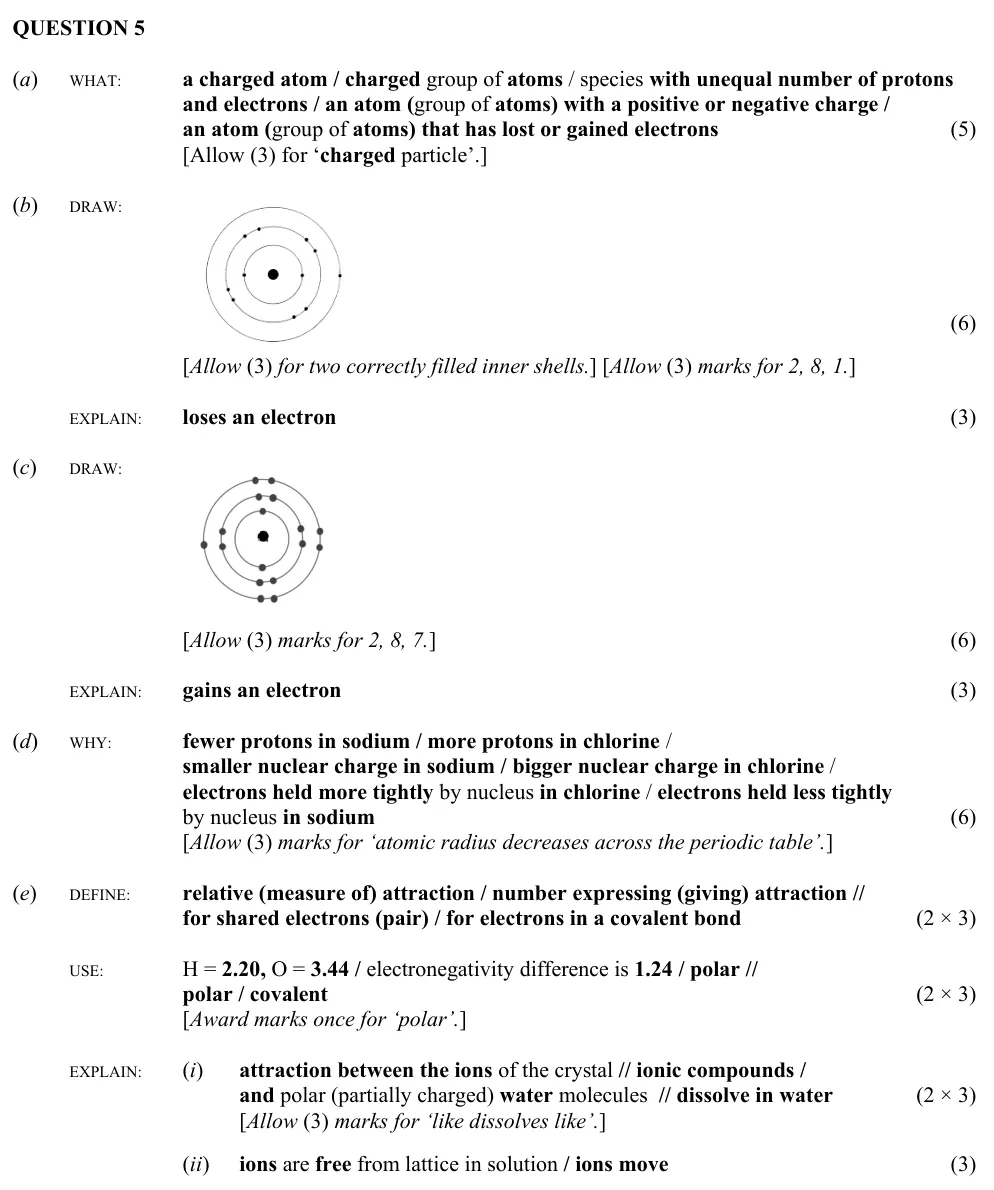 QUESTION 5
(a) WHAT: a charged atom / charged group of atoms / species with unequal number of protons
and electrons / an atom (group of atoms) with a positive or negative charge /
an atom (group of atoms) that has lost or gained electrons (5)
[Allow (3) for ‘charged particle’.]
(b) DRAW:
(6)
[Allow (3) for two correctly filled inner shells.] [Allow (3) marks for 2, 8, 1.]
EXPLAIN: loses an electron (3)
(c) DRAW:
[Allow (3) marks for 2, 8, 7.] (6)
EXPLAIN: gains an electron (3)
(d) WHY: fewer protons in sodium / more protons in chlorine /
smaller nuclear charge in sodium / bigger nuclear charge in chlorine /
electrons held more tightly by nucleus in chlorine / electrons held less tightly
by nucleus in sodium (6)
[Allow (3) marks for ‘atomic radius decreases across the periodic table’.]
(e) DEFINE: relative (measure of) attraction / number expressing (giving) attraction //
for shared electrons (pair) / for electrons in a covalent bond (2 × 3)
USE: H = 2.20, O = 3.44 / electronegativity difference is 1.24 / polar //
polar / covalent (2 × 3)
[Award marks once for ‘polar’.]
EXPLAIN: (i) attraction between the ions of the crystal // ionic compounds /
and polar (partially charged) water molecules // dissolve in water (2 × 3)
[Allow (3) marks for ‘like dissolves like’.]
(ii) ions are free from lattice in solution / ions move (3)